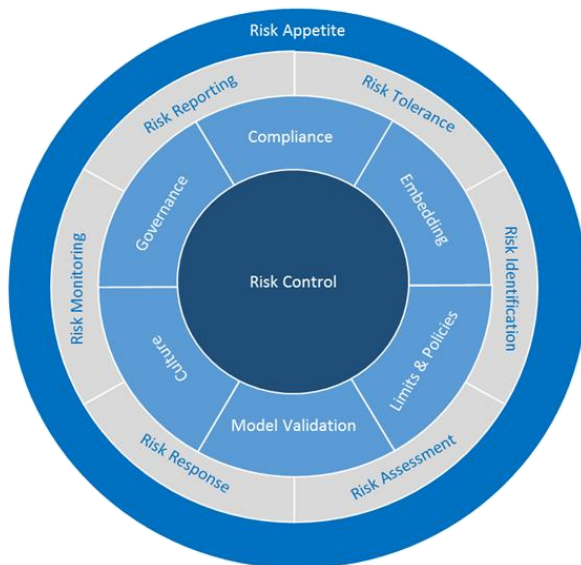 Risk Appetite
Risk Reporting
Risk Tolerance
Compliance
Governance
Embedding
Risk Monitoring
Risk Control
Risk Identification
Culture
Limits & Policies
Model Validation
Risk Response
Risk Assessment